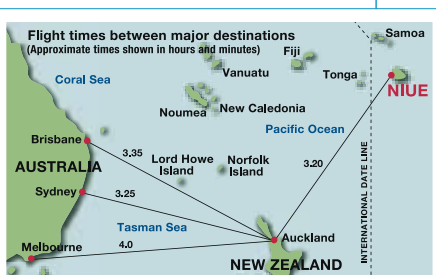 Flight times between major destinations
(Approximate times shown in hours and minutes)
Samoa
Fiji
Vanuatu
Tonga
NIUE
Coral Sea
New Caledonia
Noumea
Pacific Ocean
Brisbane
3.35
AUSTRALIA
Lord Howe
Island
Norfolk
Island
3.20
Sydney
3.25
INTERNATIONAL DATE LINE
Tasman Sea
Melbourne
4.0
Auckland
NEW ZEALAND